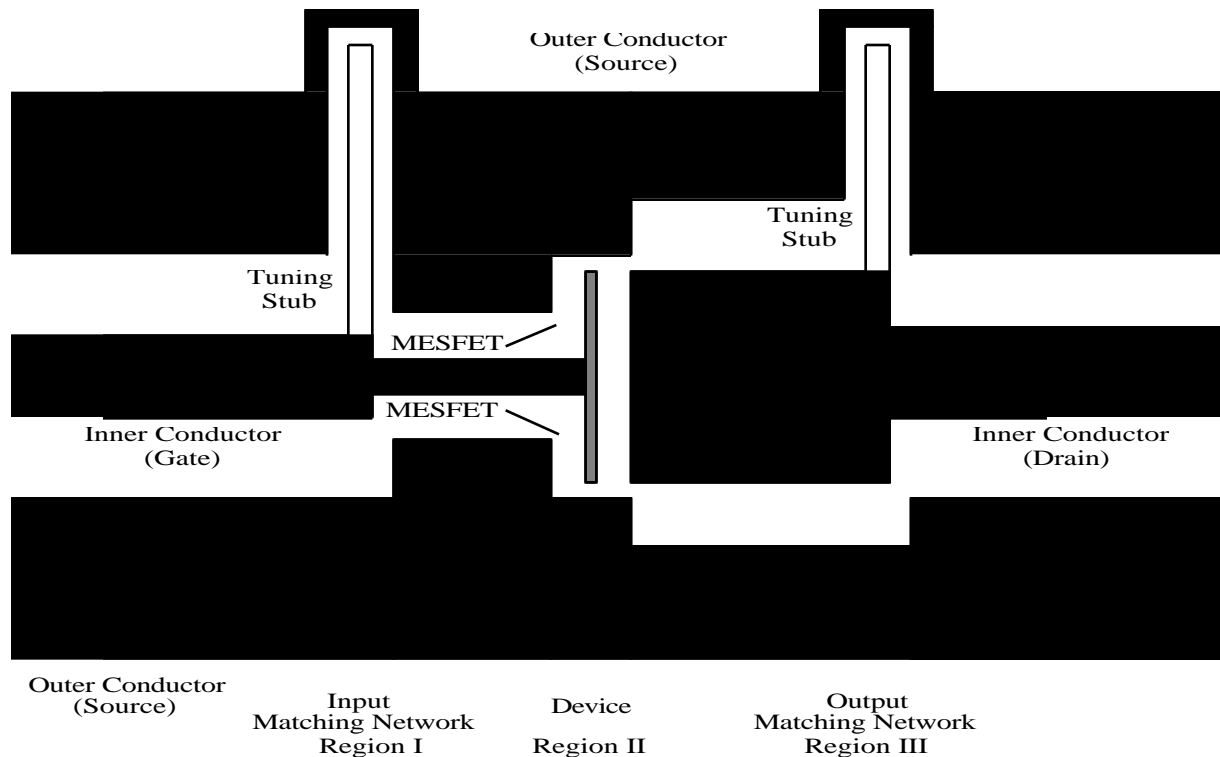 Outer Conductor
(Source)
Tuning
Stub
Tuning
Stub
MESFET
MESFET
Inner Conductor
(Gate)
Inner Conductor
(Drain)
Outer Conductor
(Source)
Input
Matching Network
Region I
Device
Region II
Output
Matching Network
Region III